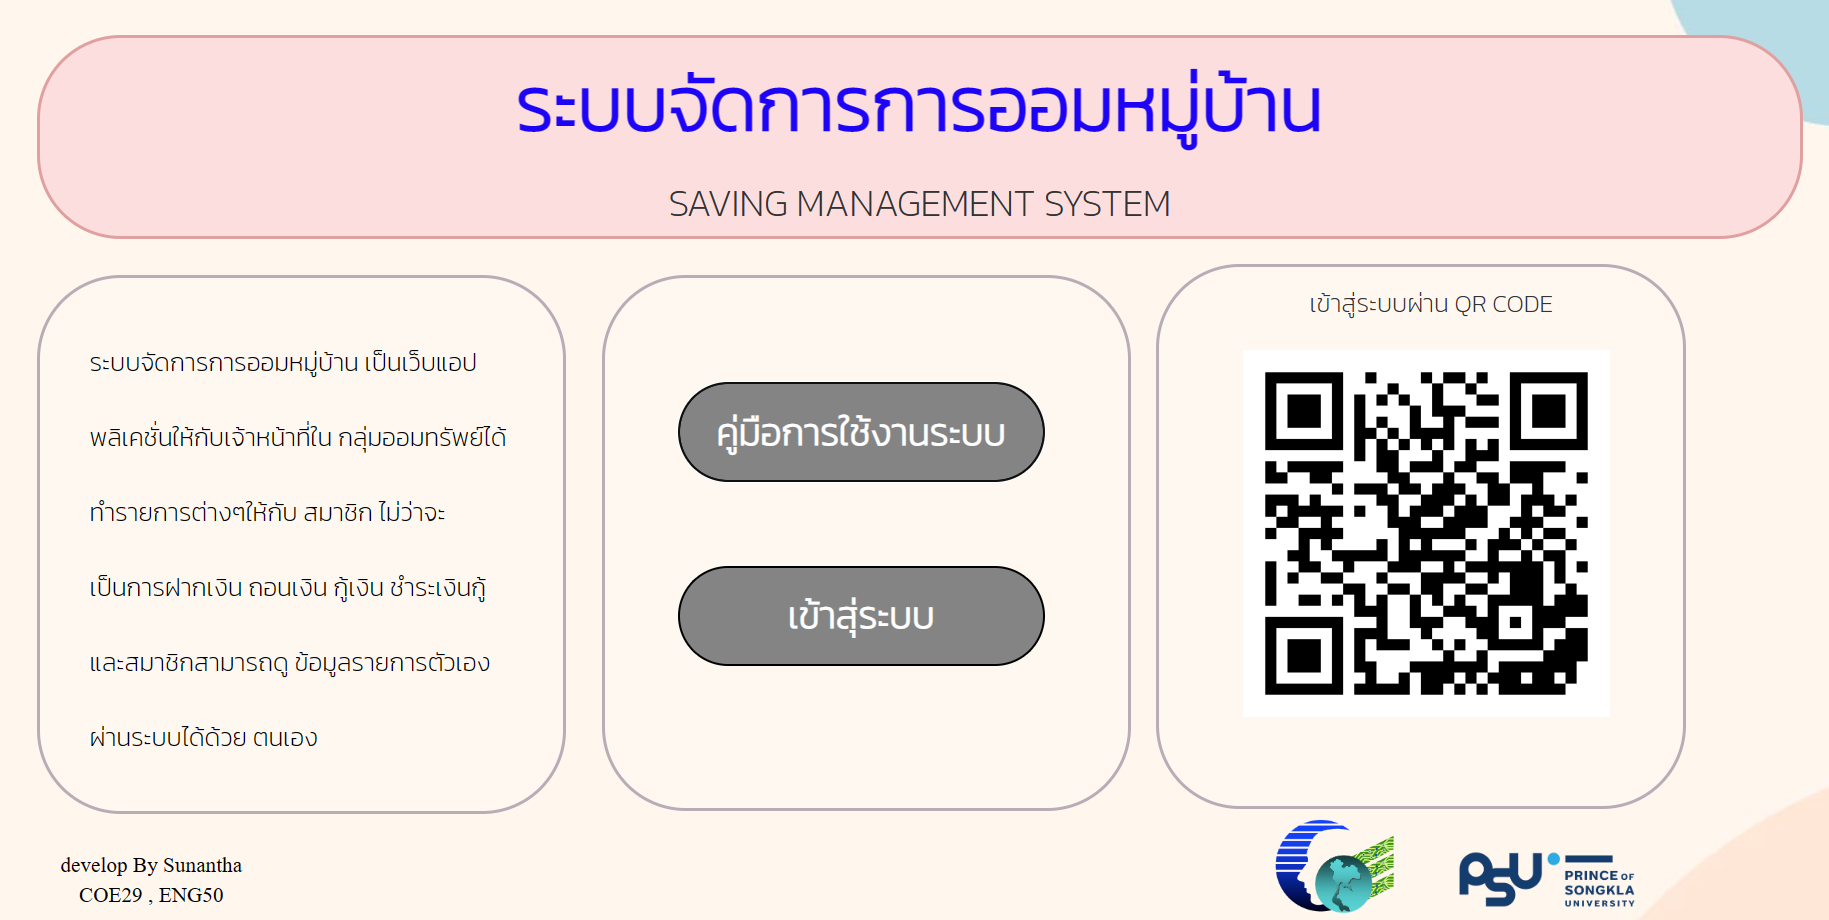 ระบบจัดการการออมหมู่บ้าน
SAVING MANAGEMENT SYSTEM
ระบบจัดการการออมหมู่บ้าน เป็นเว็บแอป
พลิเคชั่นให้กับเจ้าหน้าที่ใน กลุ่มออมทรัพย์ได้
ทำรายการต่างๆให้กับ สมาชิก ไม่ว่าจะ
เป็นการฝากเงิน ถอนเงิน กู้เงิน ชำระเงินกู้
และสมาชิกสามารถดู ข้อมูลรายการตัวเอง
ผ่านระบบได้ด้วย ตนเอง
คู่มือการใช้งานระบบ
เข้าสุ่ระบบ
เข้าสู่ระบบผ่าน QR CODE
develop By Sunantha
COE29 , ENG50
PSU
PRINCE OF
SONGKLA
UNIVERSITY